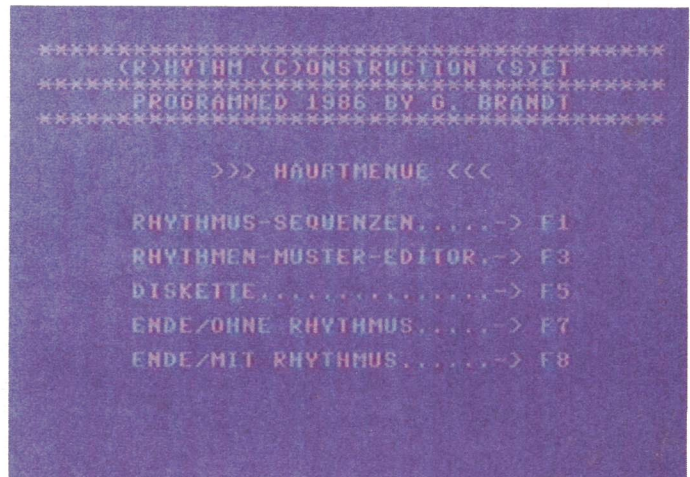 *****************************************
(R)HYTHM (C)ONSTRUCTION (S)ET
*****************************************
PROGRAMMED 1986 BY G. BRANDT
*****************************************
>>> HAUPTMENUE <<<
RHYTHMUS-SEQUENZEN.....-> F1
RHYTHMEN-MUSTER-EDITOR.-> F3
DISKETTE...............-> F5
ENDE/OHNE RHYTHMUS.....-> F7
ENDE/MIT RHYTHMUS......-> F8